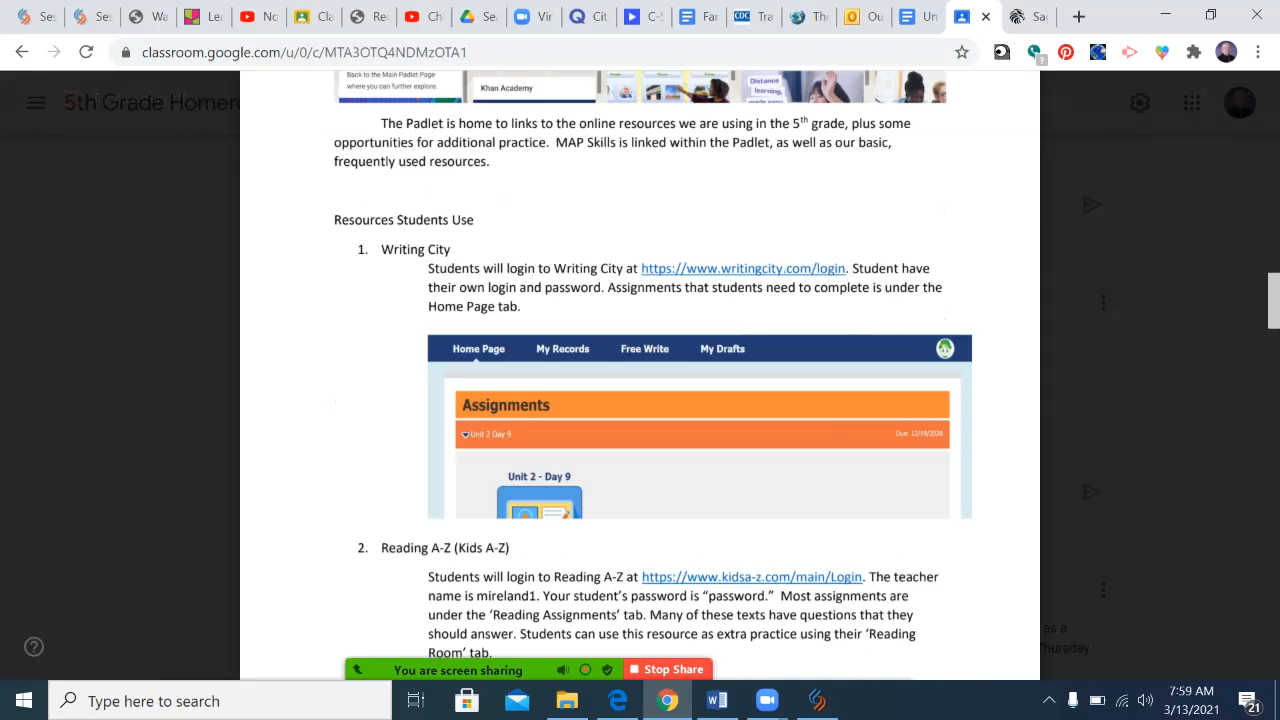 classroom.google.com/u/0/c/MTA3OTQ4NDMzOTA1
5th Grade Homero
Back to the Main Padlet Page
where you can further explore.
Khan Academy
Distance
learning,
made easy
The Padlet is home to links to the online resources we are using in the 5th grade, plus some
opportunities for additional practice.  MAP Skills is linked within the Padlet, as well as our basic,
frequently used resources.
Resources Students Use
1. Writing City
Students will login to Writing City at https://www.writingcity.com/login. Student have
their own login and password. Assignments that students need to complete is under the
Home Page tab.
Home Page My Records Free Write My Drafts
Assignments
Unit 2 Day 9 Due: 12/19/2020
Unit 2 - Day 9
2. Reading A-Z (Kids A-Z)
Students will login to Reading A-Z at https://www.kidsa-z.com/main/Login. The teacher
name is mireland1. Your student's password is “password.”  Most assignments are
under the ‘Reading Assignments’ tab. Many of these texts have questions that they
should answer. Students can use this resource as extra practice using their ‘Reading
Room’ tab.
as a
Thursday
You are screen sharing Stop Share
Type here to search
7:59 AM
3/13/2021
21